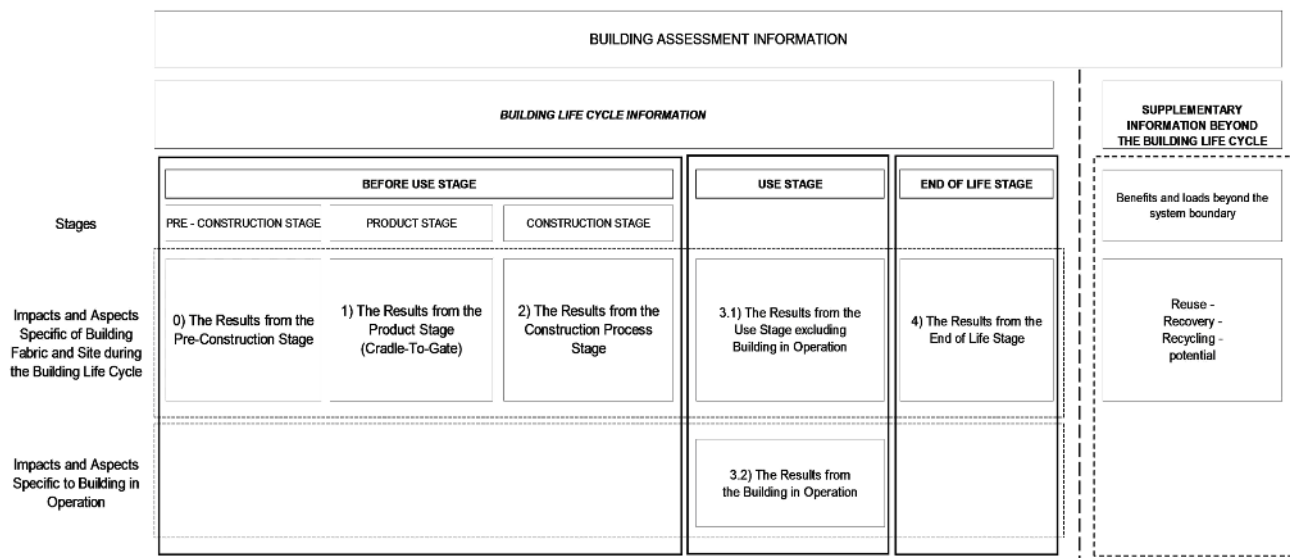 BUILDING ASSESSMENT INFORMATION
BUILDING LIFE CYCLE INFORMATION
SUPPLEMENTARY
INFORMATION BEYOND
THE BUILDING LIFE CYCLE
BEFORE USE STAGE
USE STAGE
END OF LIFE STAGE
Stages
PRE - CONSTRUCTION STAGE
PRODUCT STAGE
CONSTRUCTION STAGE
Benefits and loads beyond the
system boundary
Impacts and Aspects
Specific of Building
Fabric and Site during
the Building Life Cycle
0) The Results from the
Pre-Construction Stage
1) The Results from the
Product Stage
(Cradle-To-Gate)
2) The Results from the
Construction Process
Stage
3.1) The Results from the
Use Stage excluding
Building in Operation
4) The Results from the
End of Life Stage
Reuse -
Recovery -
Recycling -
potential
Impacts and Aspects
Specific to Building in
Operation
3.2) The Results from
the Building in Operation